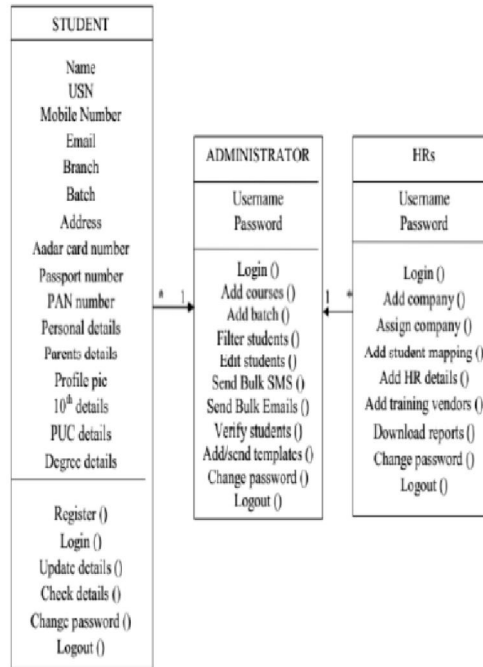 STUDENT
Name
USN
Mobile Number
Email
Branch
Batch
Address
Aadar card number
Passport number
PAN number
Personal details
Parents details
Profile pic
10th details
PUC details
Degree details
Register ()
Login ()
Update details ()
Check details ()
Change password ()
Logout ()
* 1
ADMINISTRATOR
Username
Password
Login ()
Add courses ()
Add batch ()
Filter students ()
Edit students ()
Send Bulk SMS ()
Send Bulk Emails ()
Verify students ()
Add/send templates ()
Change password ()
Logout ()
1 *
HRs
Username
Password
Login ()
Add company ()
Assign company ()
Add student mapping ()
Add HR details ()
Add training vendors ()
Download reports ()
Change password ()
Logout ()